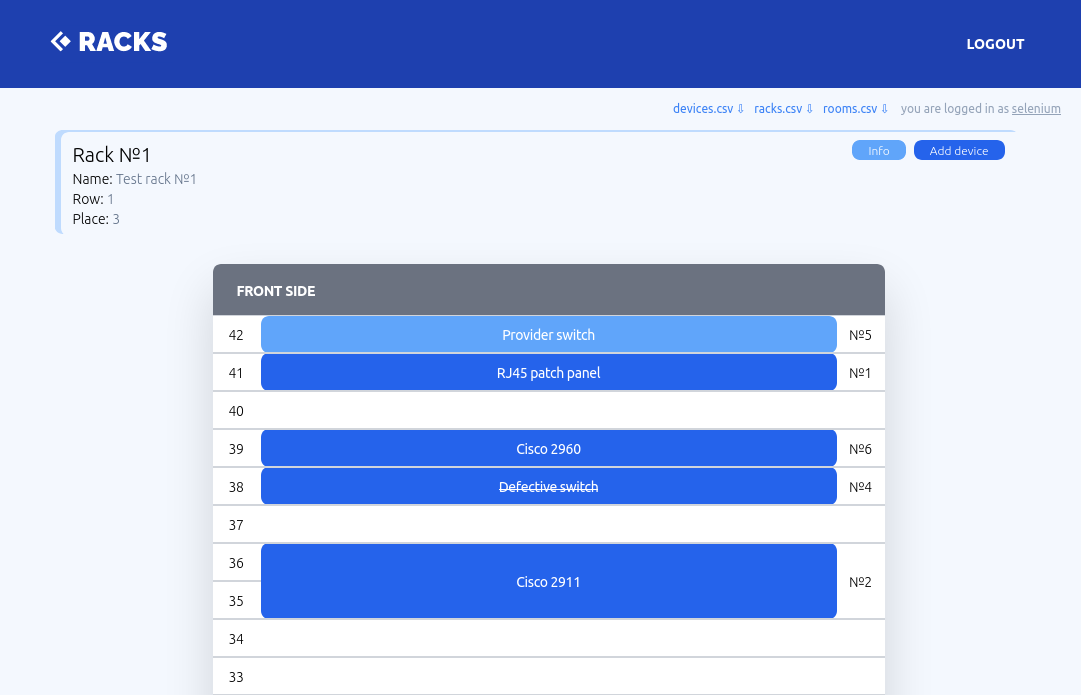 RACKS
LOGOUT
devices.csv ⇩ racks.csv ⇩ rooms.csv ⇩ you are logged in as selenium
Rack №1
Info Add device
Name: Test rack №1
Row: 1
Place: 3
FRONT SIDE
42 Provider switch №5
41 RJ45 patch panel №1
40
39 Cisco 2960 №6
38 Defective switch №4
37
36
Cisco 2911 №2
35
34
33